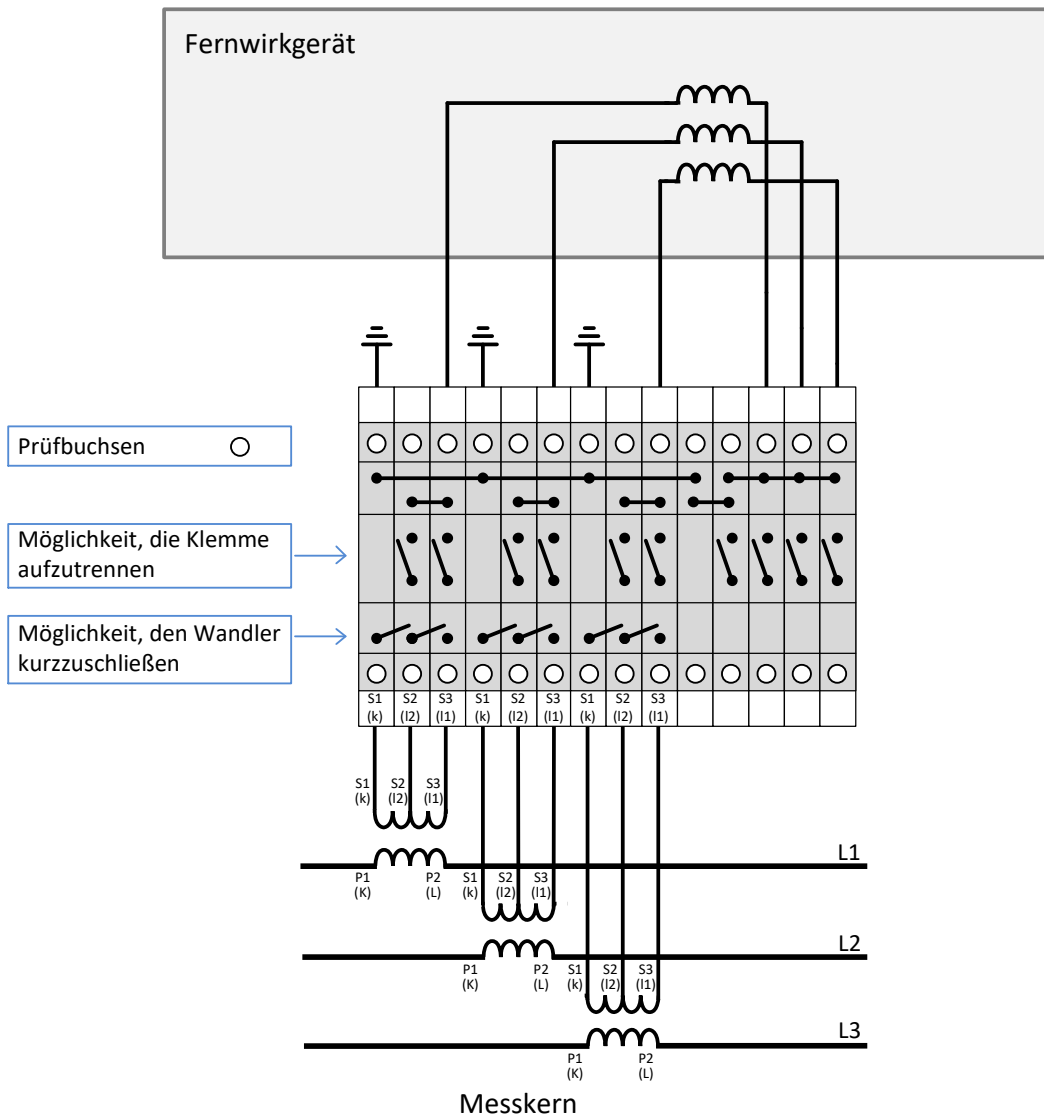 Fernwirkgerät
Prüfbuchsen
Möglichkeit, die Klemme
aufzutrennen
Möglichkeit, den Wandler
kurzzuschließen
S1 S2 S3 S1 S2 S3 S1 S2 S3
(k) (l2) (l1) (k) (l2) (l1) (k) (l2) (l1)
S1 S2 S3
(k) (l2) (l1)
L1
P1 P2 S1 S2 S3
(K) (L) (k) (l2) (l1)
L2
P1 P2 S1 S2 S3
(K) (L) (k) (l2) (l1)
L3
P1 P2
(K) (L)
Messkern